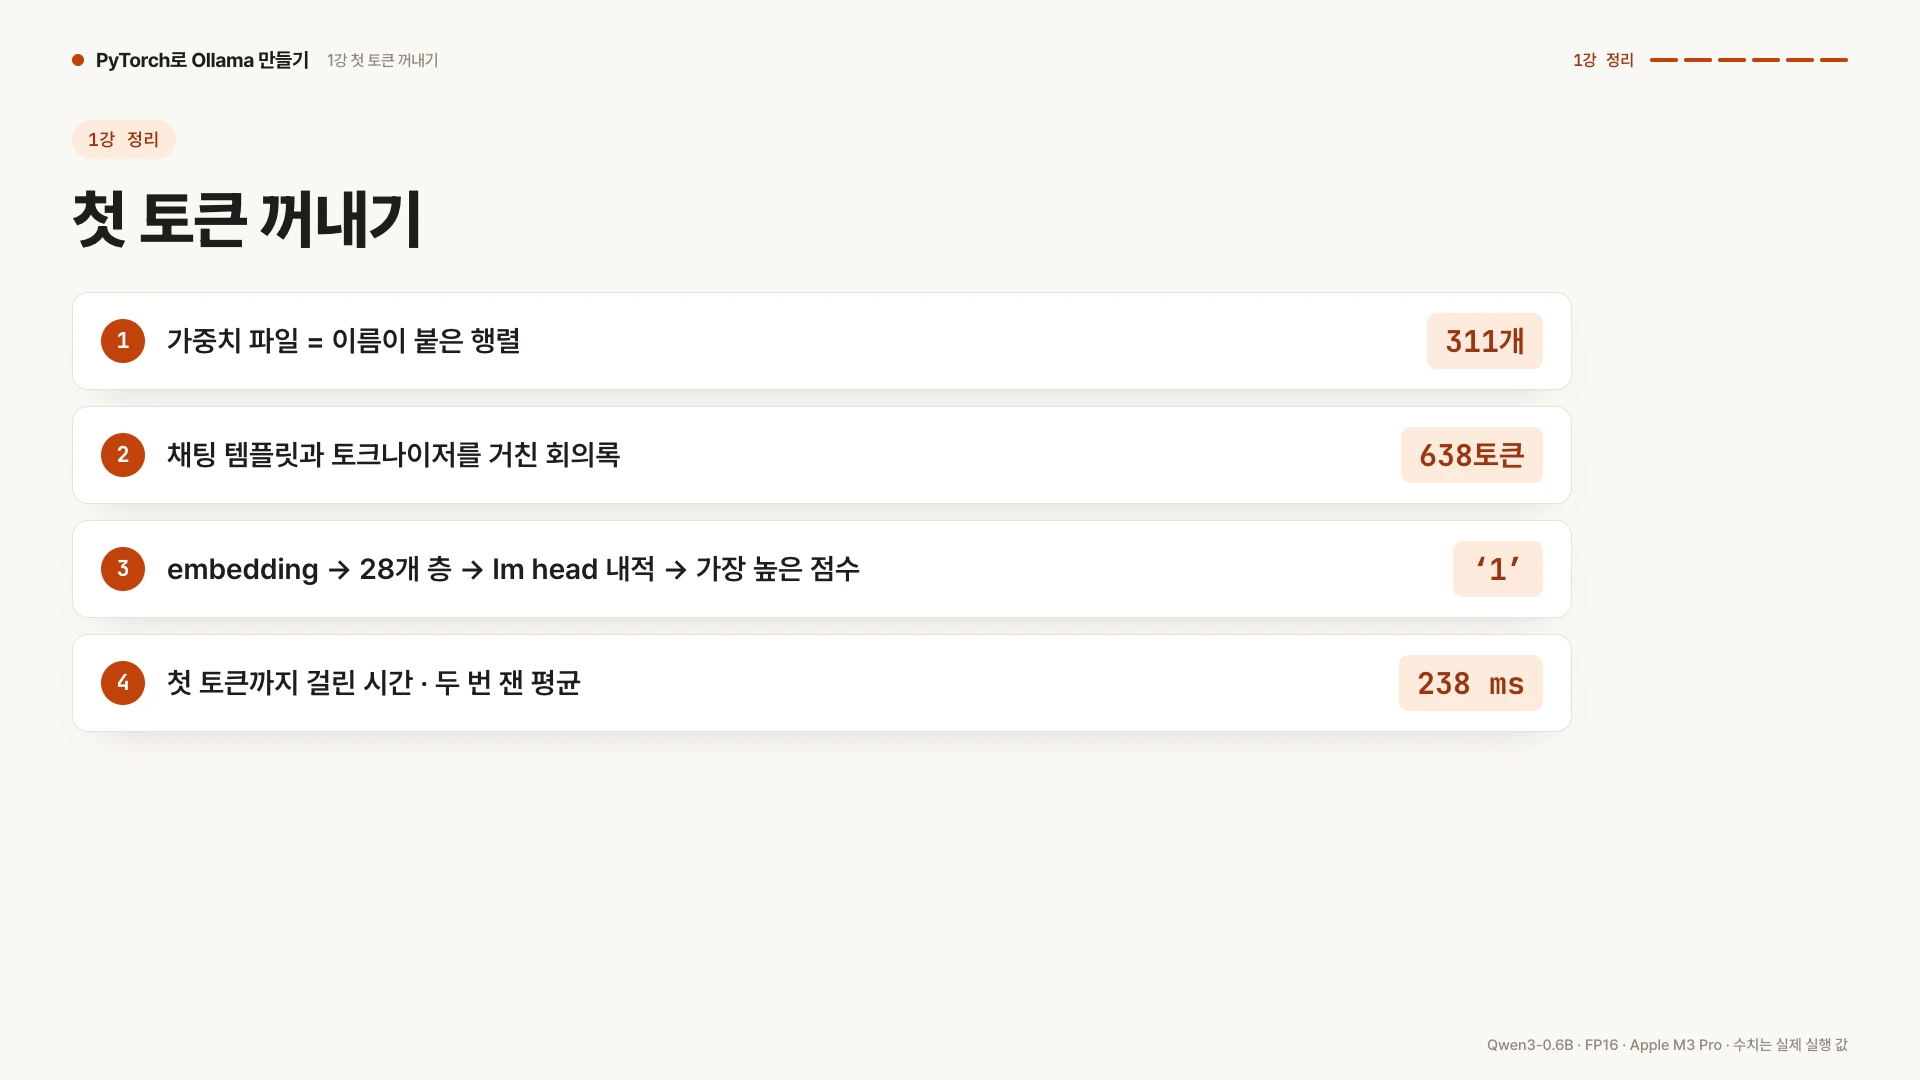 PyTorch로 Ollama 만들기 1강 첫 토큰 꺼내기
1강 정리
1강 정리
첫 토큰 꺼내기
1 가중치 파일 = 이름이 붙은 행렬 311개
2 채팅 템플릿과 토크나이저를 거친 회의록 638토큰
3 embedding → 28개 층 → lm head 내적 → 가장 높은 점수 ‘1’
4 첫 토큰까지 걸린 시간 · 두 번 잰 평균 238 ms
Qwen3-0.6B · FP16 · Apple M3 Pro · 수치는 실제 실행 값